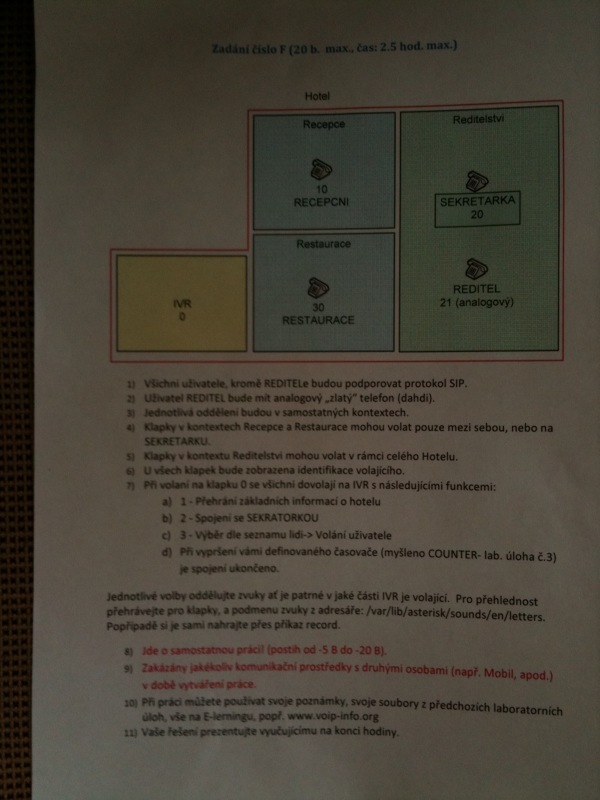 Zadání číslo F (20 b. max., čas: 2.5 hod. max.)
Hotel
Recepce
10
RECEPCNI
Reditelstvi
SEKRETARKA
20
REDITEL
21 (analogový)
Restaurace
30
RESTAURACE
IVR
0
1) Všichni uživatele, kromě REDITELe budou podporovat protokol SIP.
2) Uživatel REDITEL bude mít analogový „zlatý" telefon (dahdi).
3) Jednotlivá oddělení budou v samostatných kontextech.
4) Klapky v kontextech Recepce a Restaurace mohou volat pouze mezi sebou, nebo na
SEKRETARKU.
5) Klapky v kontextu Reditelstvi mohou volat v rámci celého Hotelu.
6) U všech klapek bude zobrazena identifikace volajícího.
7) Při volaní na klapku 0 se všichni dovolají na IVR s následujícími funkcemi:
a) 1 - Přehrání základních informací o hotelu
b) 2 - Spojení se SEKRATORKOU
c) 3 - Výběr dle seznamu lidi-> Volání uživatele
d) Při vypršení vámi definovaného časovače (myšleno COUNTER- lab. úloha č.3)
je spojení ukončeno.
Jednotlivé volby oddělujte zvuky ať je patrné v jaké části IVR je volající. Pro přehlednost
přehrávejte pro klapky, a podmenu zvuky z adresáře: /var/lib/asterisk/sounds/en/letters.
Popřípadě si je sami nahrajte přes příkaz record.
8) Jde o samostatnou práci! (postih od -5 B do -20 B).
9) Zakázány jakékoliv komunikační prostředky s druhými osobami (např. Mobil, apod.)
v době vytváření práce.
10) Při práci můžete používat svoje poznámky, svoje soubory z předchozích laboratorních
úloh, vše na E-lerningu, popř. www.voip-info.org
11) Vaše řešení prezentujte vyučujícímu na konci hodiny.